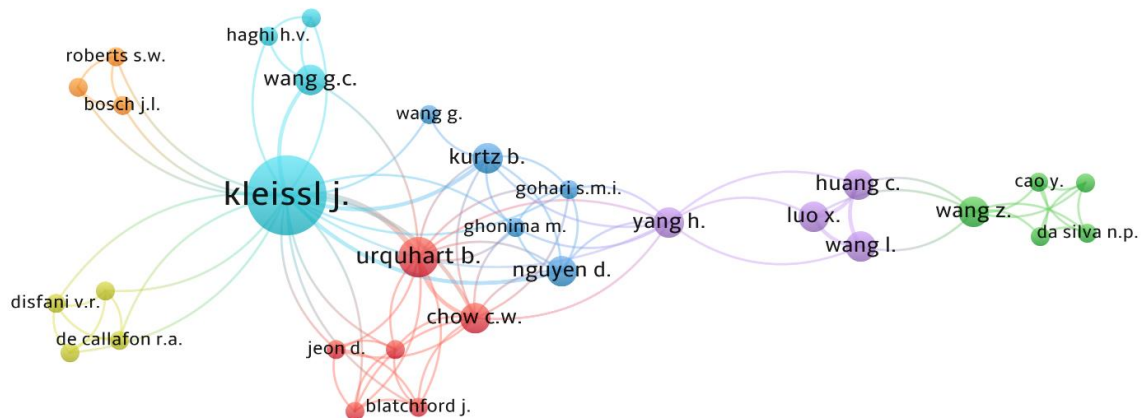 haghi h.v.
roberts s.w.
wang g.c.
bosch j.l.
wang g.
kurtz b.
kleissl j.
gohari s.m.i.
huang c.
cao y.
ghonima m.
yang h.
luo x.
wang z.
urquhart b.
wang l.
da silva n.p.
nguyen d.
disfani v.r.
chow c.w.
de callafon r.a.
jeon d.
blatchford j.